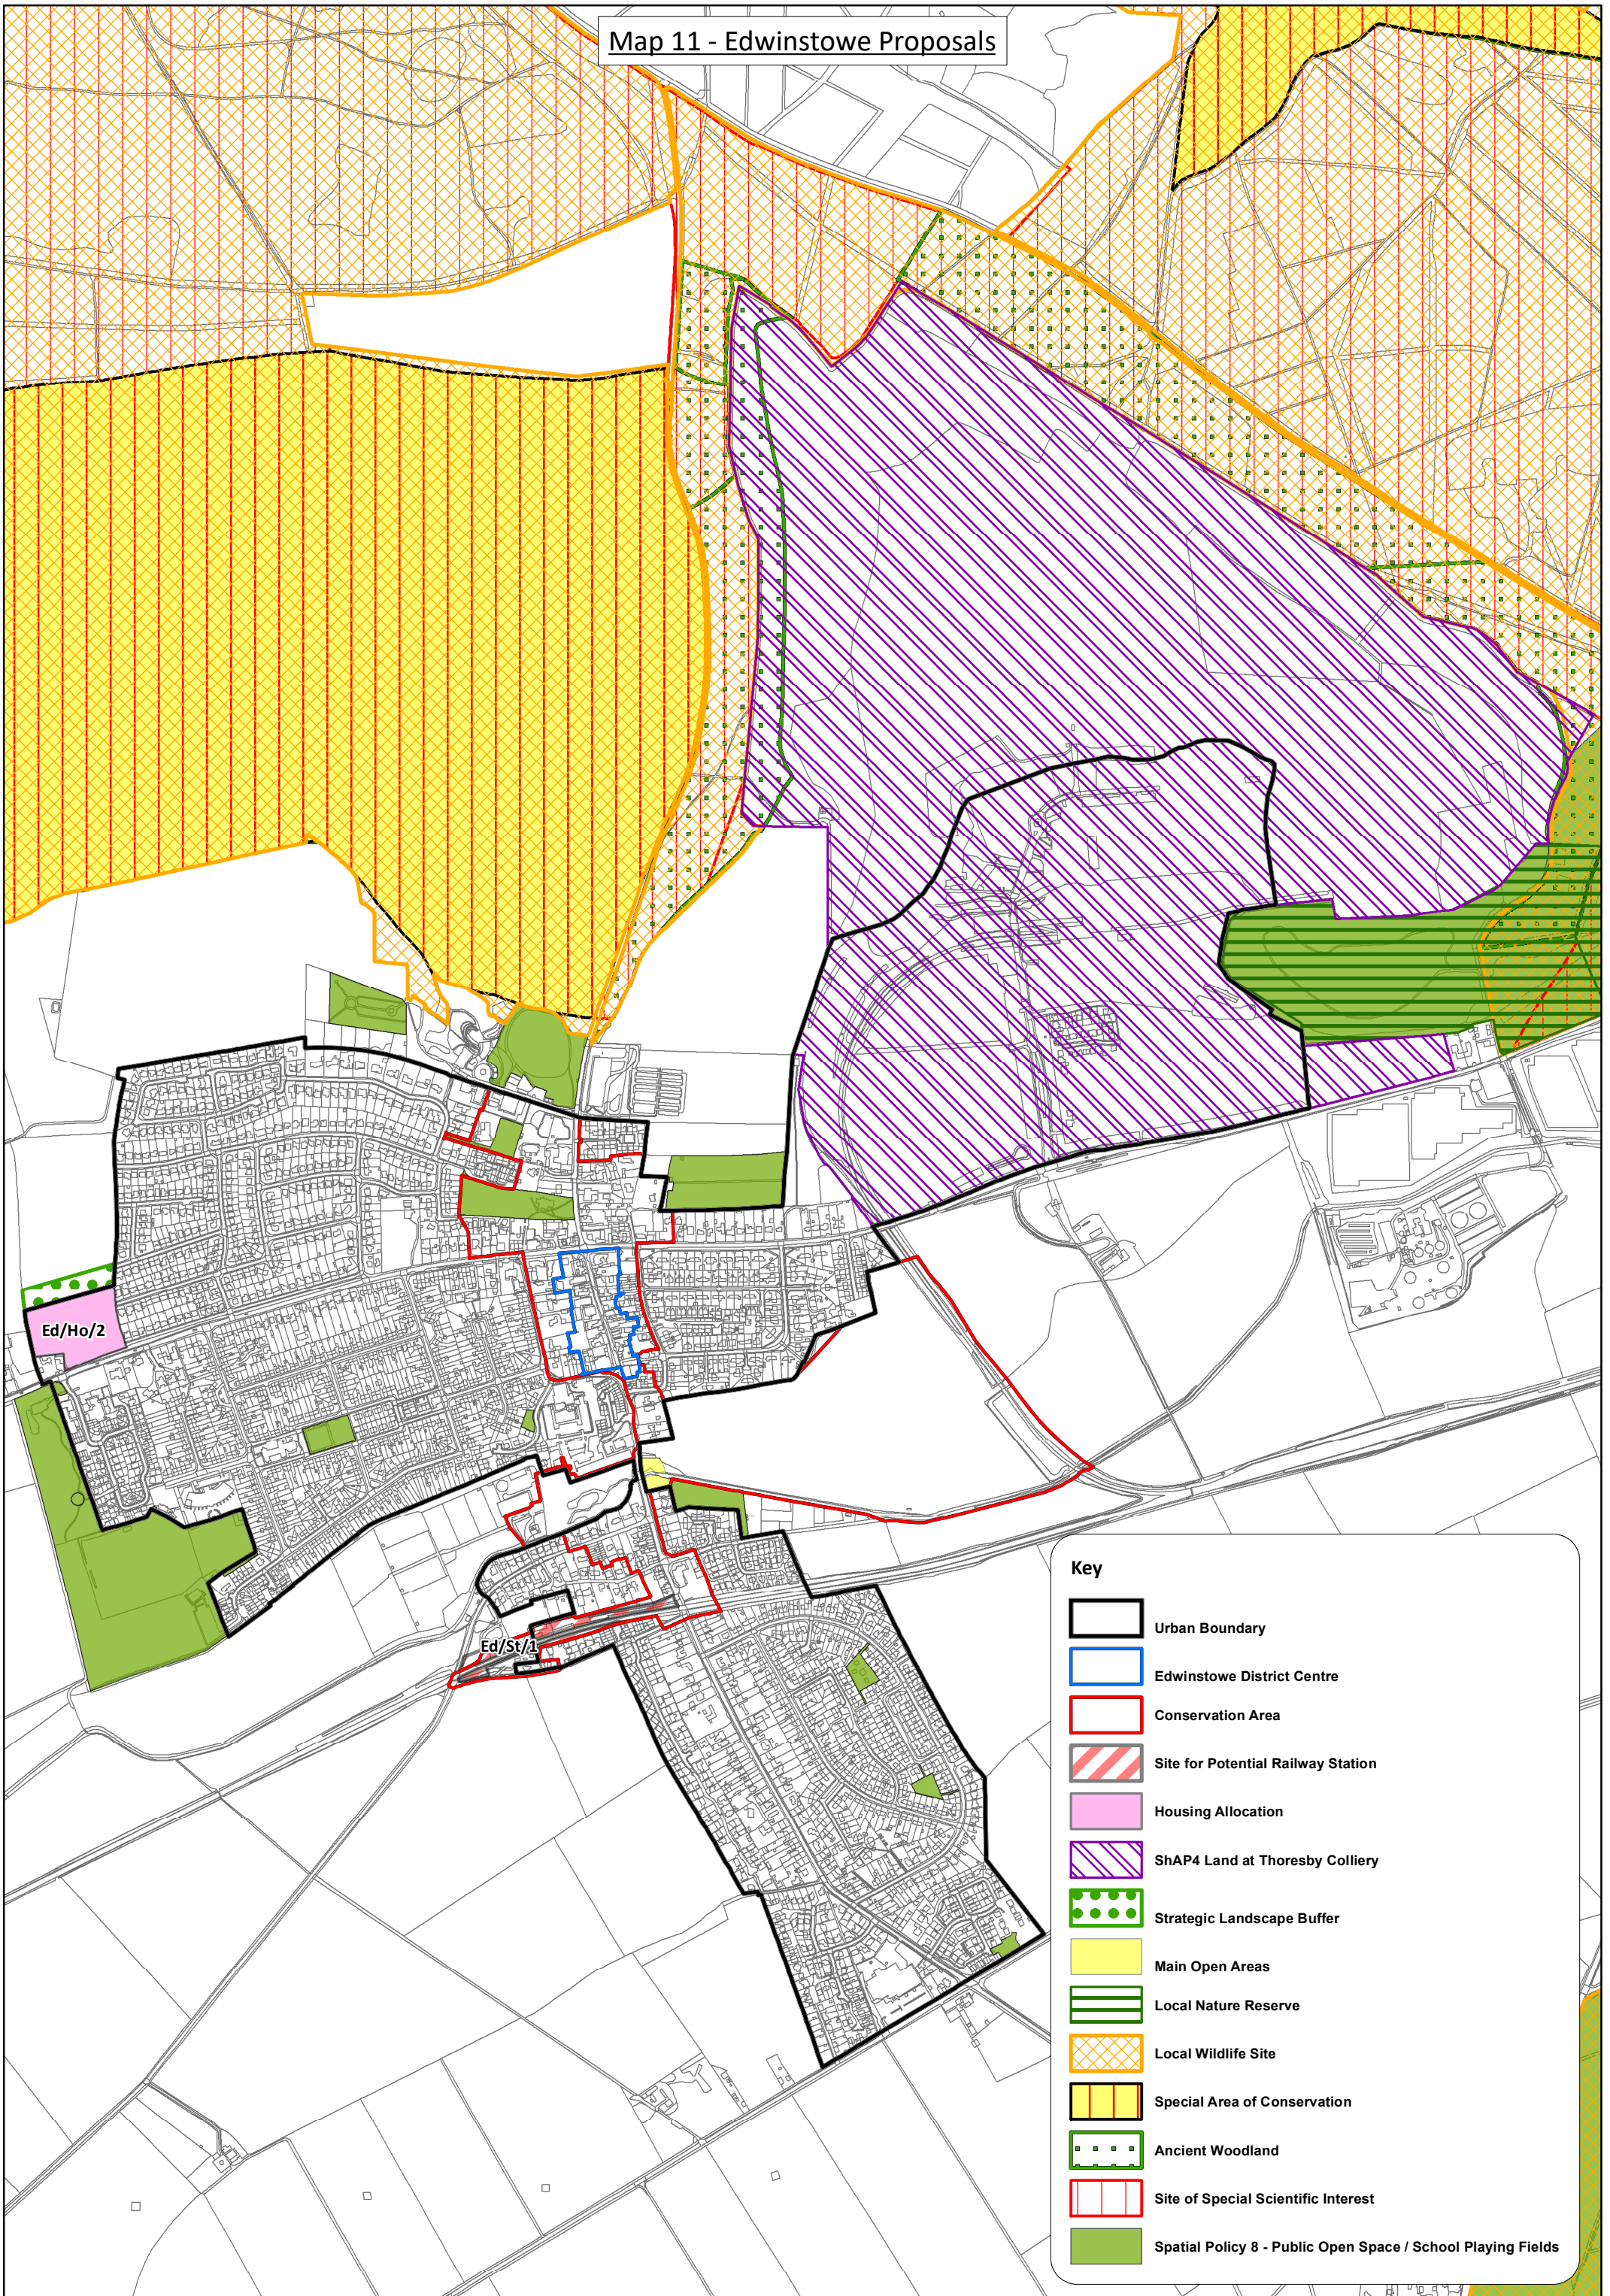 Map 11 - Edwinstowe Proposals
Ed/Ho/2
Ed/St/1
Key
Urban Boundary
Edwinstowe District Centre
Conservation Area
Site for Potential Railway Station
Housing Allocation
ShAP4 Land at Thoresby Colliery
Strategic Landscape Buffer
Main Open Areas
Local Nature Reserve
Local Wildlife Site
Special Area of Conservation
Ancient Woodland
Site of Special Scientific Interest
Spatial Policy 8 - Public Open Space / School Playing Fields